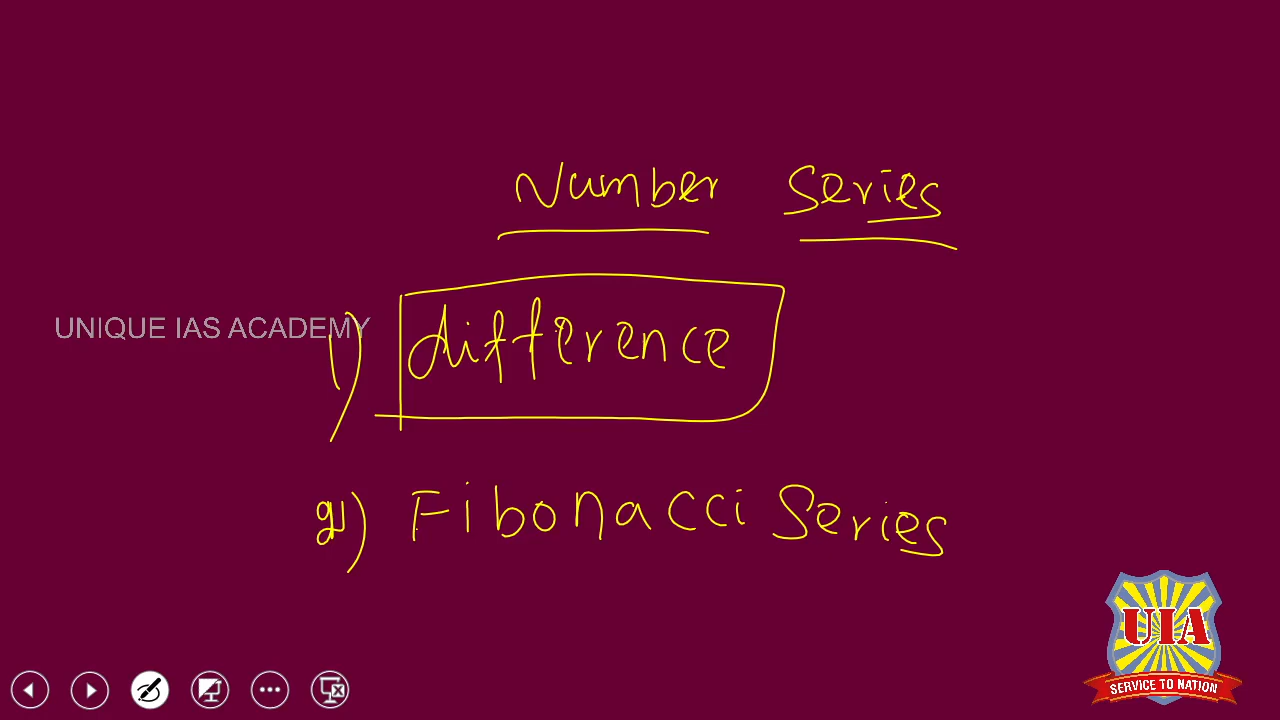 Number Series
UNIQUE IAS ACADEMY
1) difference
2) Fibonacci Series
UIA
SERVICE TO NATION